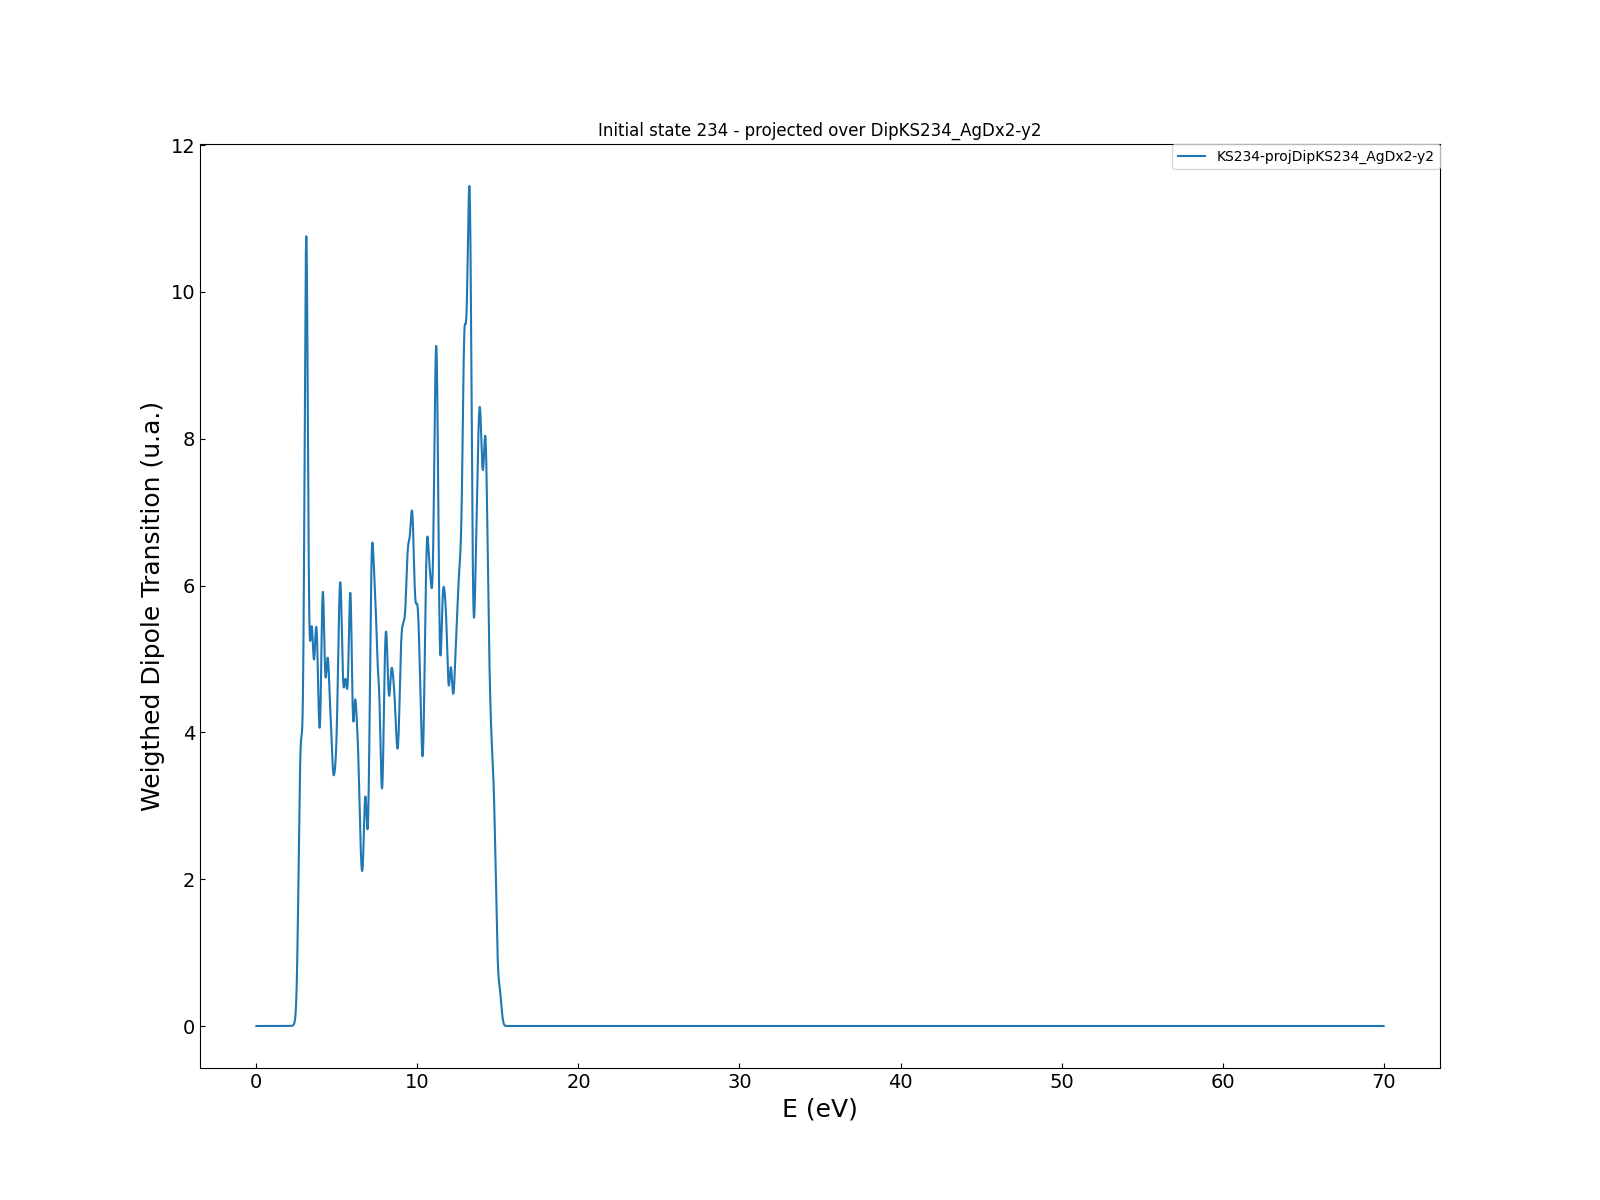 Initial state 234 - projected over DipKS234_AgDx2-y2
KS234-projDipKS234_AgDx2-y2
Weigthed Dipole Transition (u.a.)
12
10
8
6
4
2
0
0 10 20 30 40 50 60 70
E (eV)